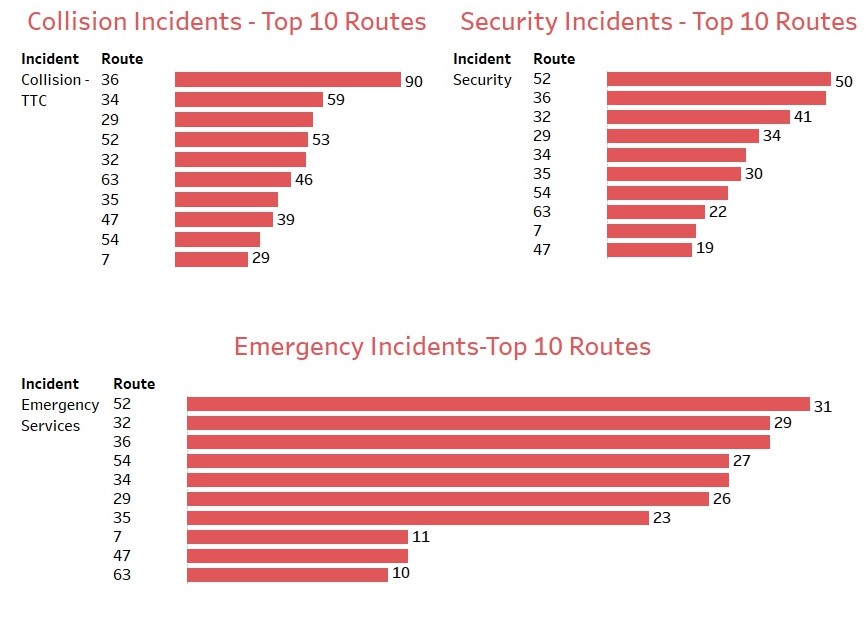 Collision Incidents - Top 10 Routes
Incident Route
Collision - 36 90
TTC 34 59
29
52 53
32
63 46
35
47 39
54
7 29
Security Incidents - Top 10 Routes
Incident Route
Security 52 50
36
32 41
29 34
34
35 30
54
63 22
7
47 19
Emergency Incidents-Top 10 Routes
Incident Route
Emergency 52 31
Services 32 29
36
54 27
34
29 26
35 23
7 11
47
63 10